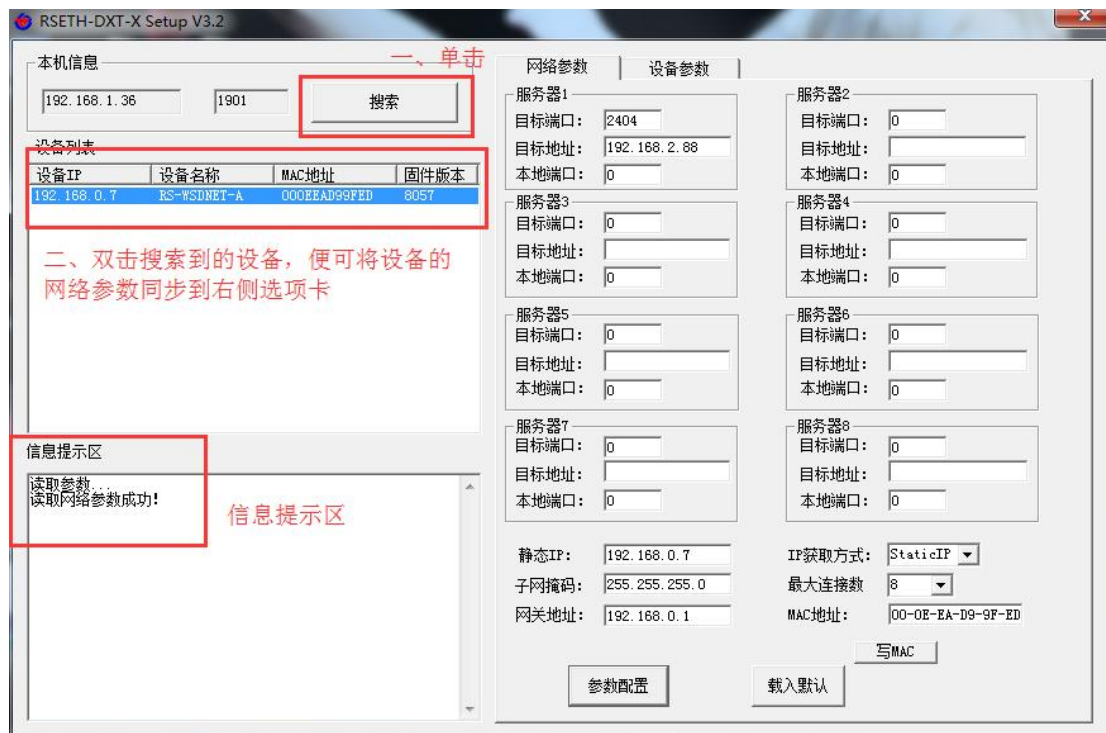 RSETH-DXT-X Setup V3.2
本机信息
一、单击
192.168.1.36
1901
搜索
设备列表
设备IP 设备名称 MAC地址 固件版本
192.168.0.7 RS-WSDNET-A 000EEAD99FED 8057
二、双击搜索到的设备，便可将设备的
网络参数同步到右侧选项卡
信息提示区
读取参数...
读取网络参数成功!
信息提示区
网络参数 设备参数
服务器1
目标端口: 2404
目标地址: 192.168.2.88
本地端口: 0
服务器2
目标端口: 0
目标地址:
本地端口: 0
服务器3
目标端口: 0
目标地址:
本地端口: 0
服务器4
目标端口: 0
目标地址:
本地端口: 0
服务器5
目标端口: 0
目标地址:
本地端口: 0
服务器6
目标端口: 0
目标地址:
本地端口: 0
服务器7
目标端口: 0
目标地址:
本地端口: 0
服务器8
目标端口: 0
目标地址:
本地端口: 0
静态IP: 192.168.0.7
IP获取方式: StaticIP
子网掩码: 255.255.255.0
最大连接数 8
网关地址: 192.168.0.1
MAC地址: 00-0E-EA-D9-9F-ED
写MAC
参数配置
载入默认